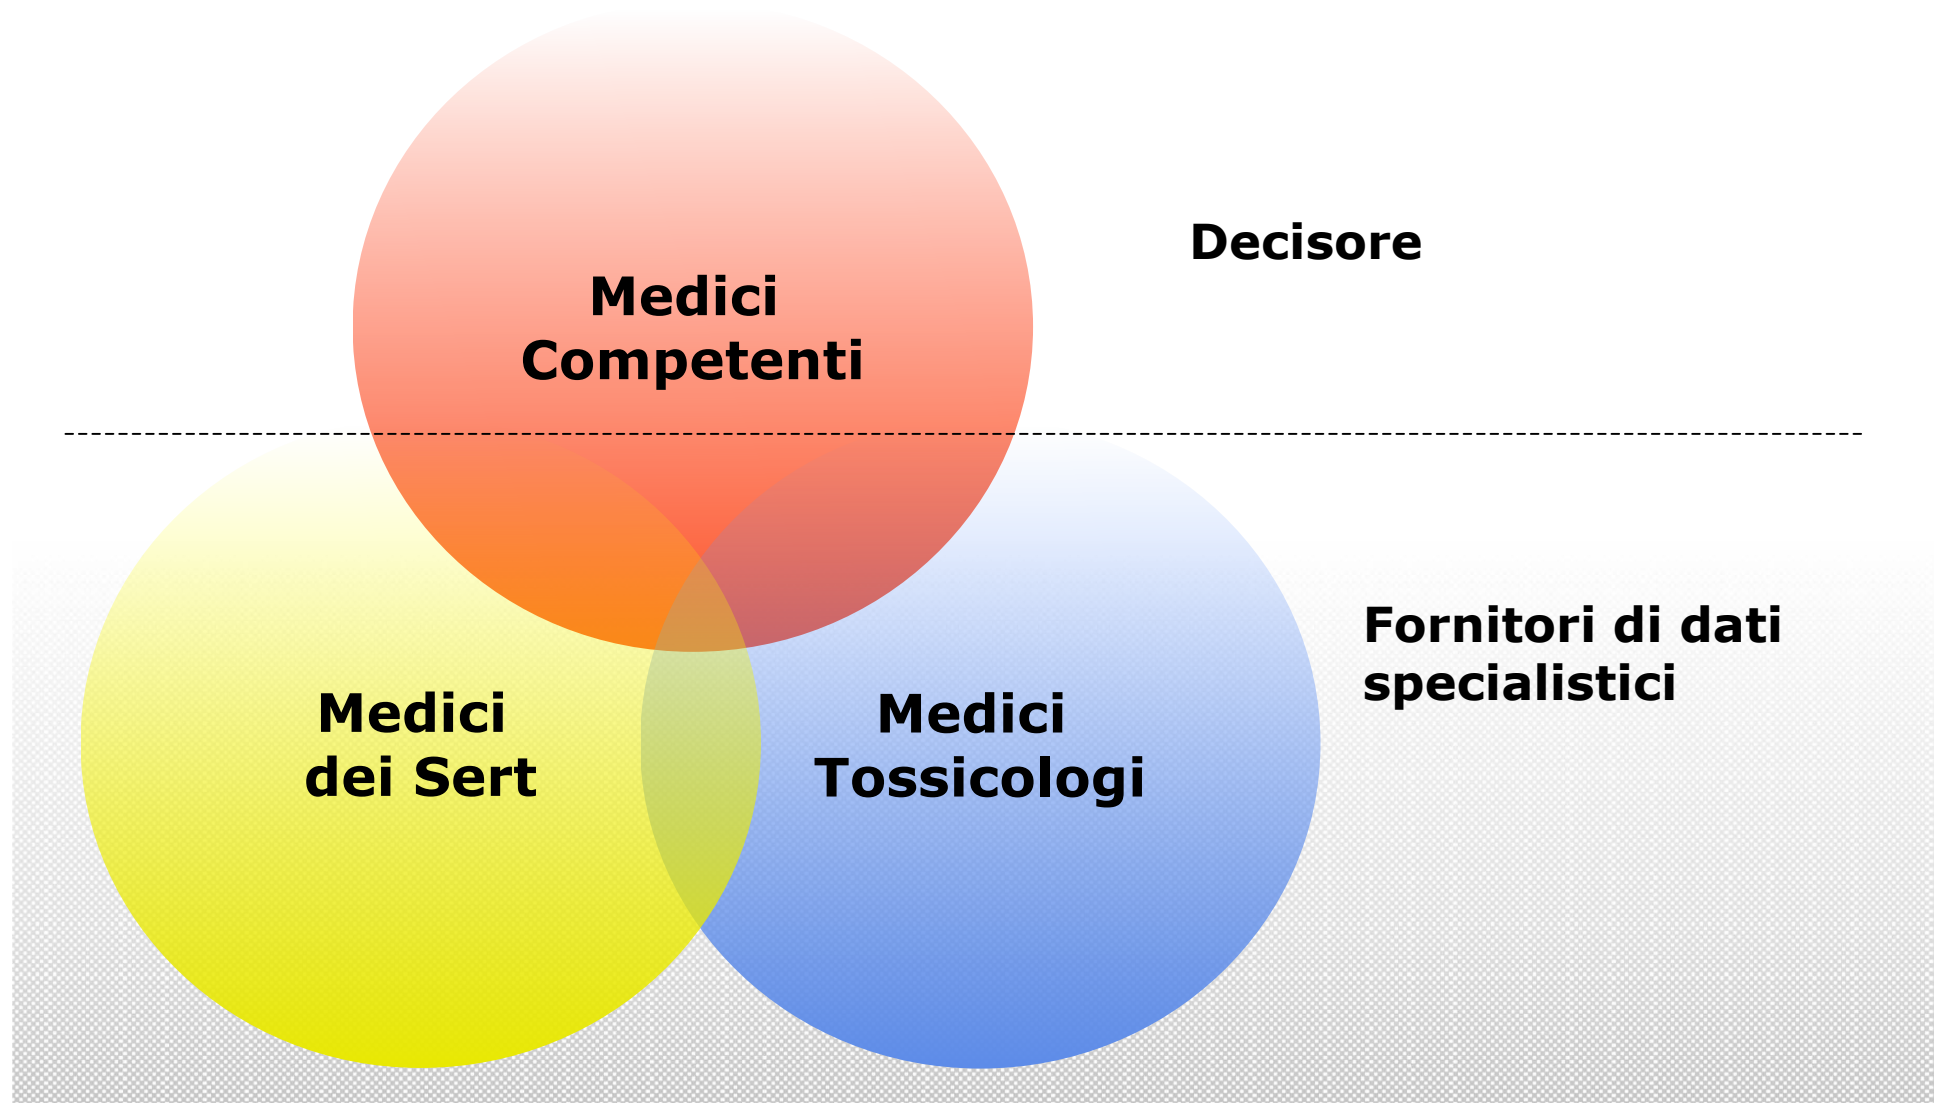 Decisore
Medici
Competenti
Fornitori di dati
specialistici
Medici
dei Sert
Medici
Tossicologi